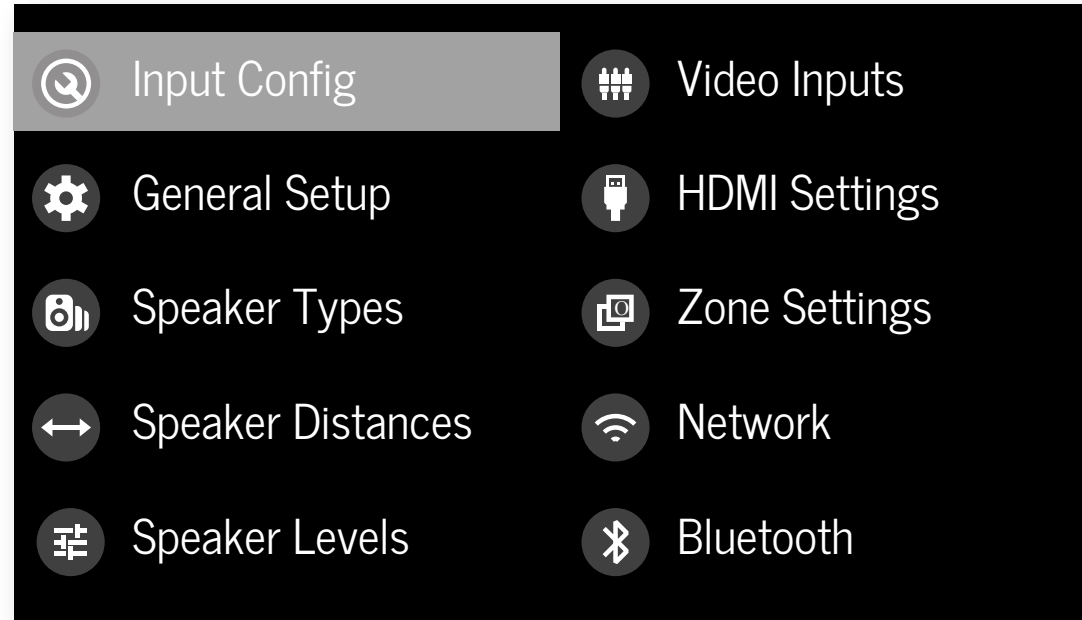 Input Config
General Setup
Speaker Types
Speaker Distances
Speaker Levels
Video Inputs
HDMI Settings
O
Zone Settings
Network
Bluetooth